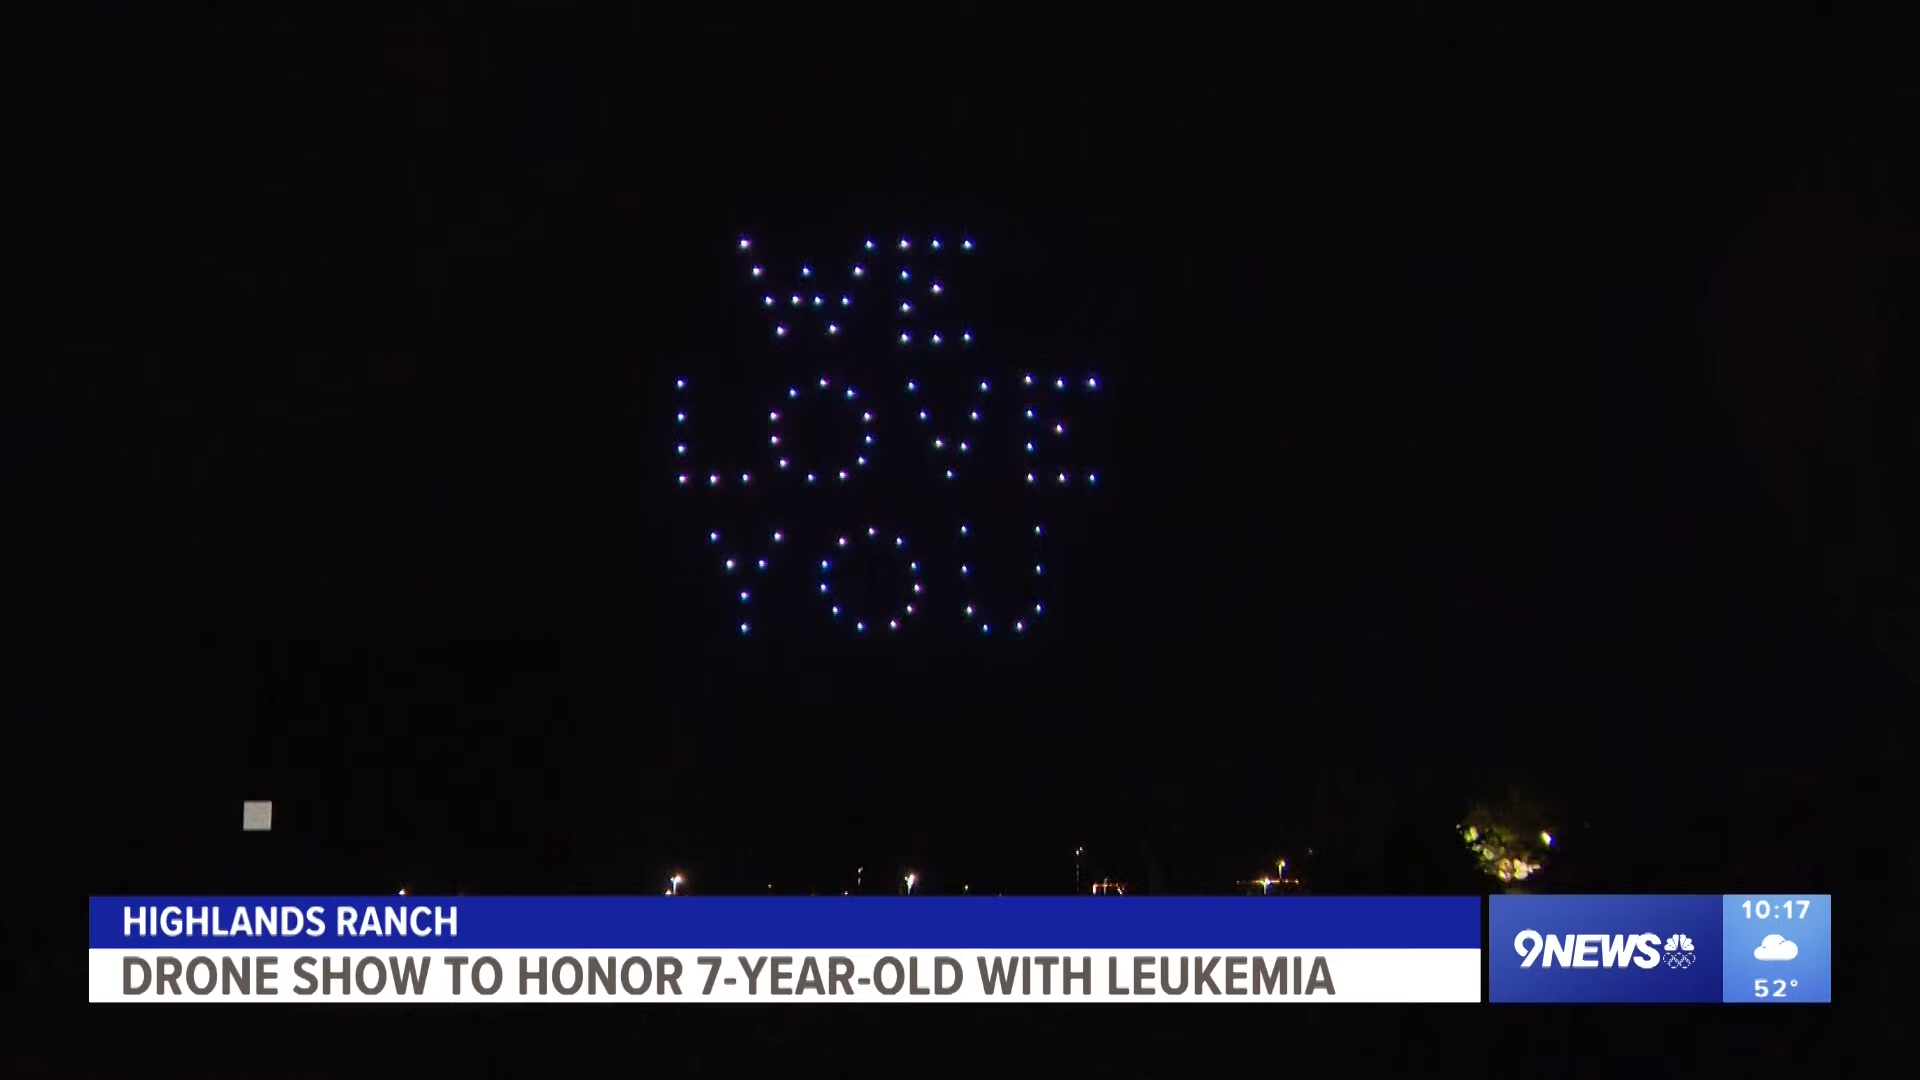 WE
LOVE
YOU
HIGHLANDS RANCH
DRONE SHOW TO HONOR 7-YEAR-OLD WITH LEUKEMIA
9NEWS
10:17
52°